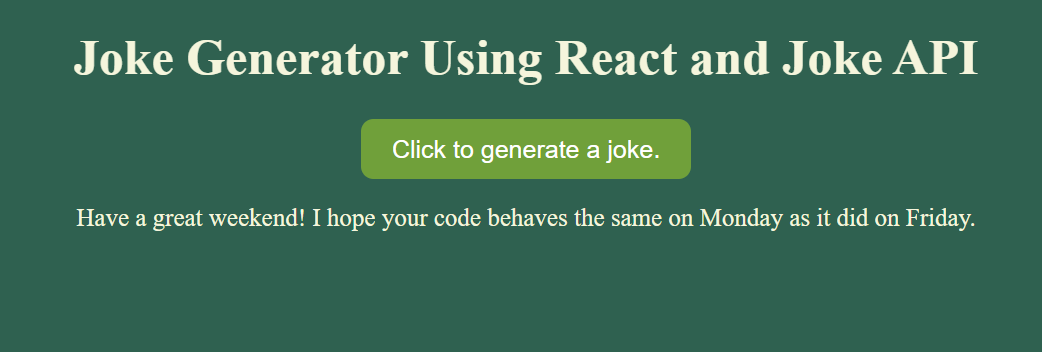 Joke Generator Using React and Joke API
Click to generate a joke.
Have a great weekend! I hope your code behaves the same on Monday as it did on Friday.